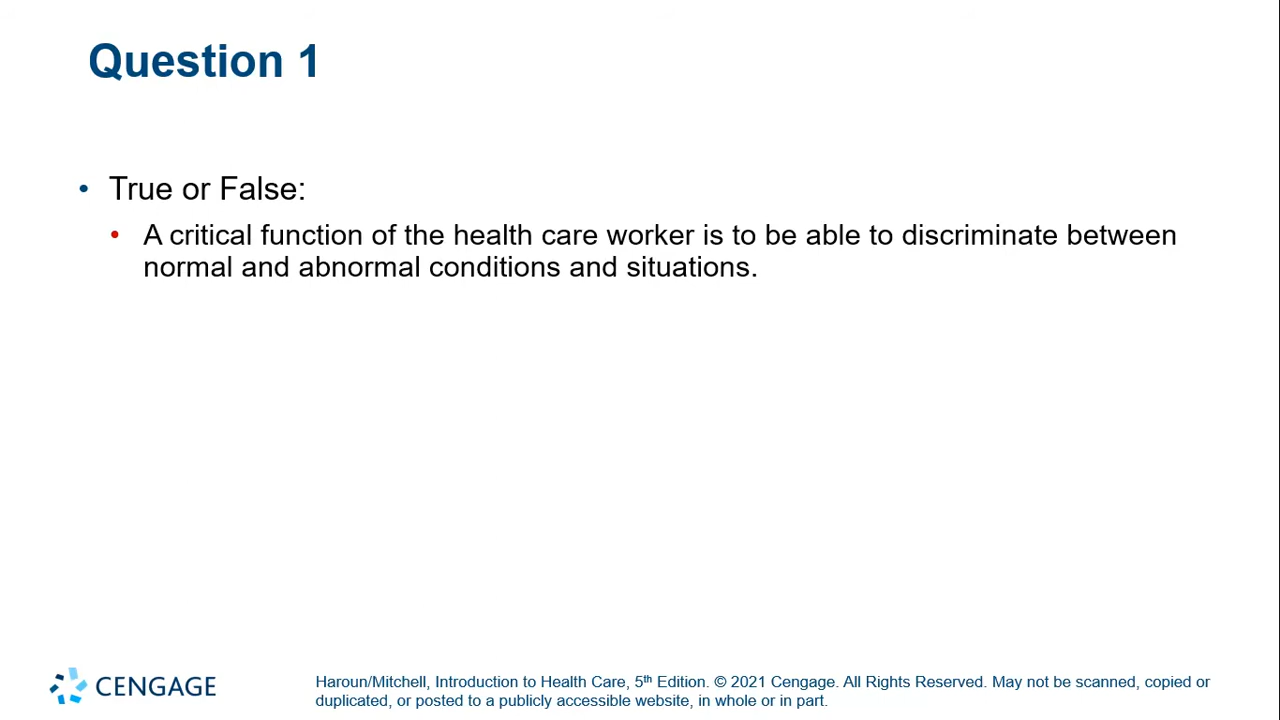 Question 1
• True or False:
• A critical function of the health care worker is to be able to discriminate between
normal and abnormal conditions and situations.
CENGAGE
Haroun/Mitchell, Introduction to Health Care, 5th Edition. © 2021 Cengage. All Rights Reserved. May not be scanned, copied or
duplicated, or posted to a publicly accessible website, in whole or in part.